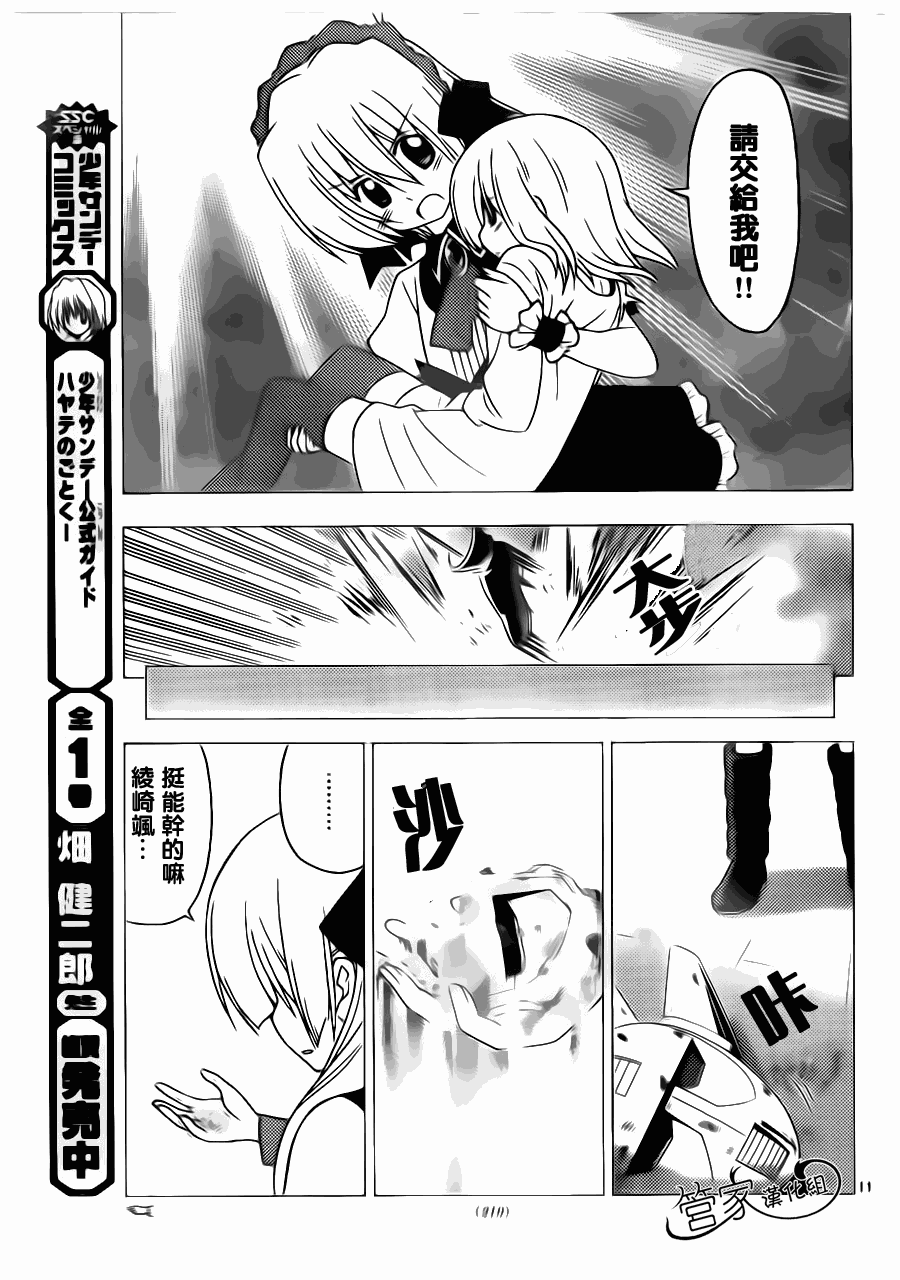 請交給我吧!!
大步
咔
沙
………
挺能幹的嘛
綾崎颯…
SSC
少年サンデー
コミックス
少年サンデー公式ガイド
ハヤテのごとく!
全
1
巻
畑
健二郎
発売中
管家
漢化組
11